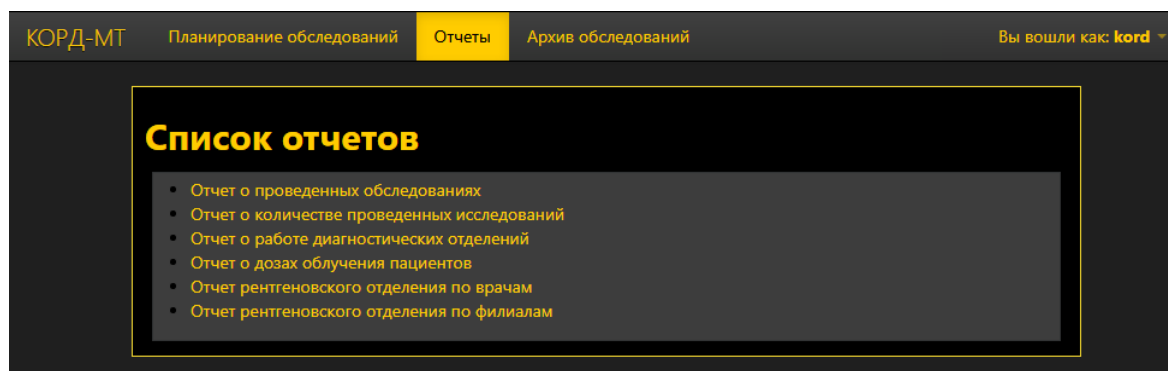 КОРД-МТ Планирование обследований Отчеты Архив обследований Вы вошли как: kord
Список отчетов
Отчет о проведенных обследованиях
Отчет о количестве проведенных исследований
Отчет о работе диагностических отделений
Отчет о дозах облучения пациентов
Отчет рентгеновского отделения по врачам
Отчет рентгеновского отделения по филиалам